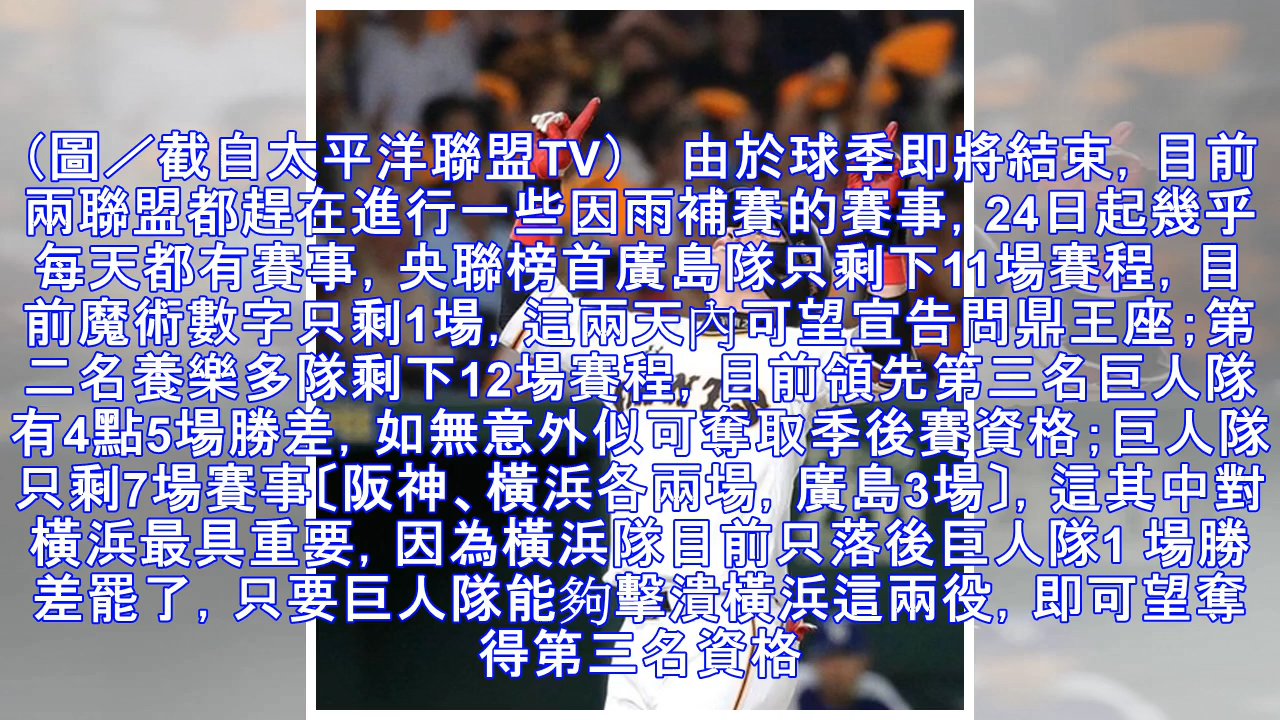 (圖／截自太平洋聯盟TV) 由於球季即將結束, 目前
兩聯盟都趕在進行一些因雨補賽的賽事, 24日起幾乎
每天都有賽事, 央聯榜首廣島隊只剩下11場賽程, 目
前魔術數字只剩1場, 這兩天內可望宣告問鼎王座;第
二名養樂多隊剩下12場賽程, 目前領先第三名巨人隊
有4點5場勝差, 如無意外似可奪取季後賽資格;巨人隊
只剩7場賽事〔阪神、橫浜各兩場, 廣島3場〕, 這其中對
橫浜最具重要, 因為橫浜隊目前只落後巨人隊1 場勝
差罷了, 只要巨人隊能夠擊潰橫浜這兩役, 即可望奪
得第三名資格